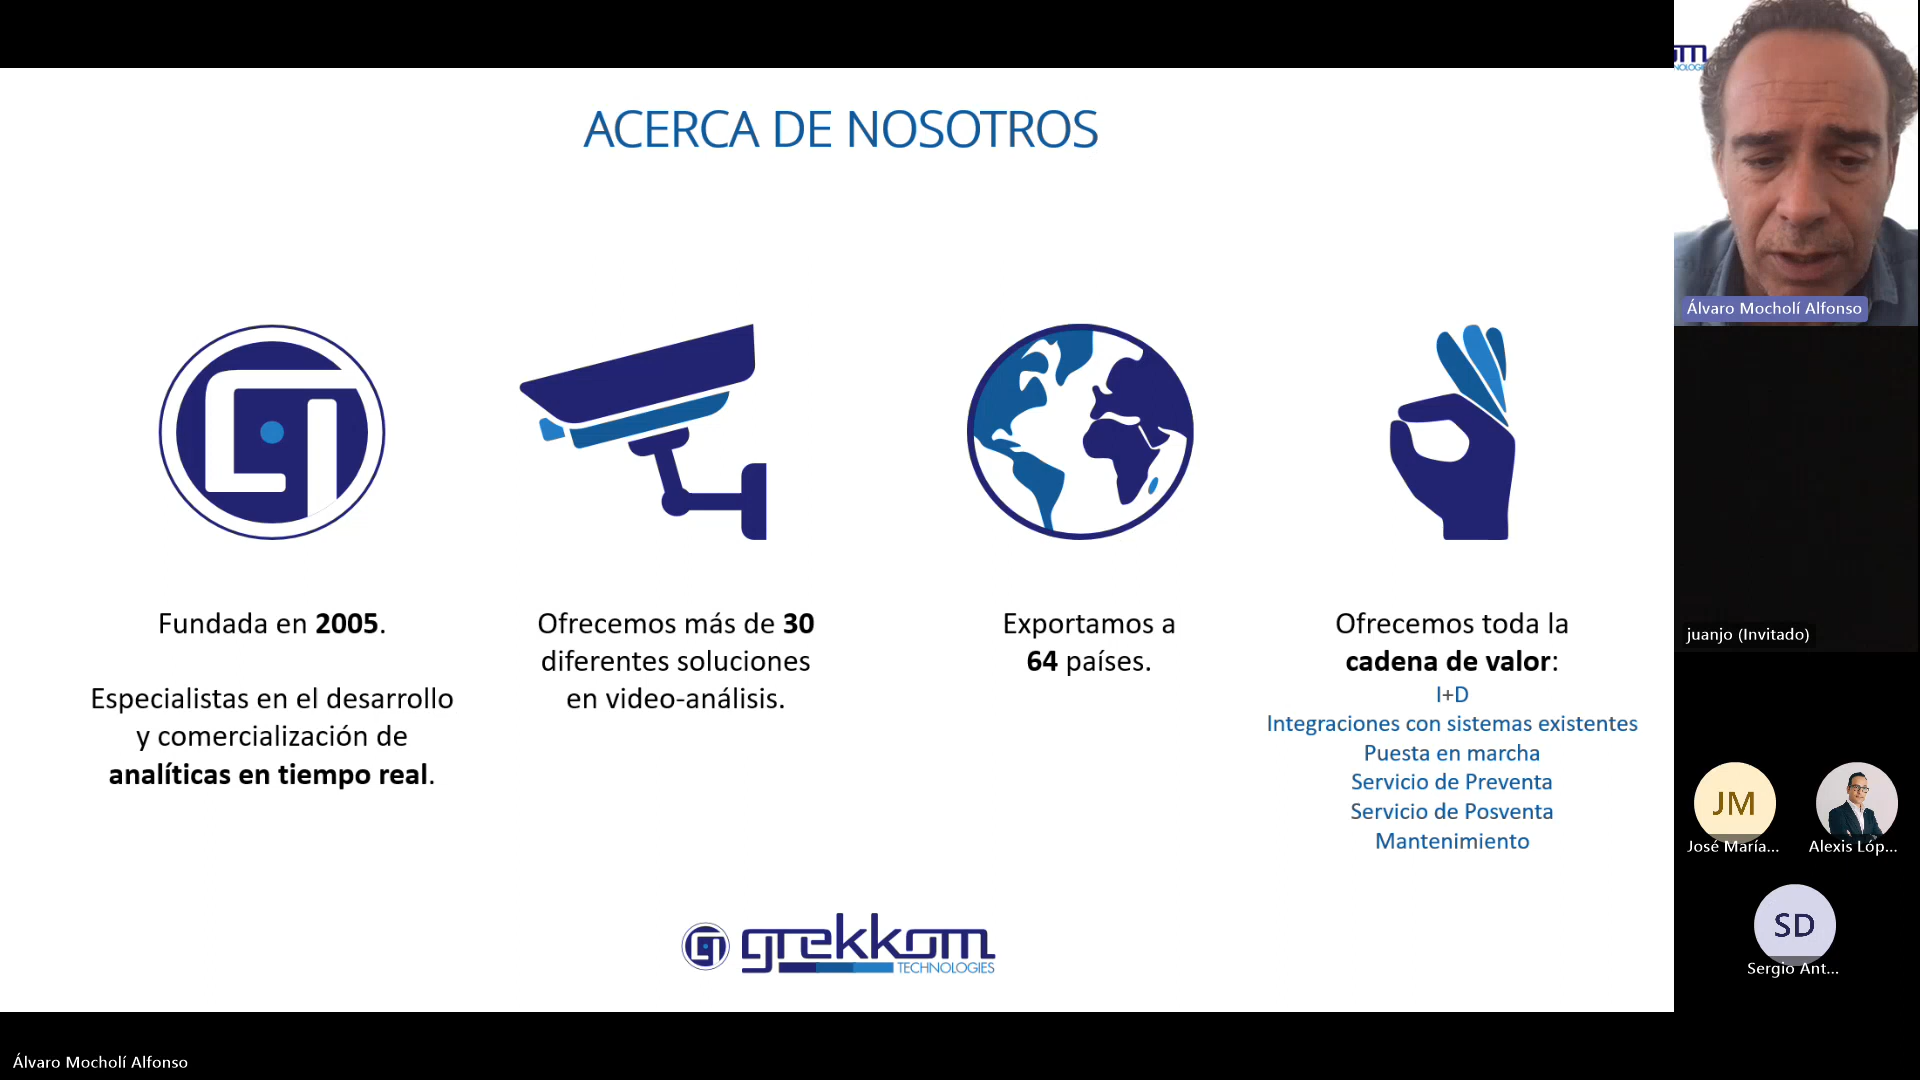 ACERCA DE NOSOTROS
Fundada en 2005.
Especialistas en el desarrollo
y comercialización de
analíticas en tiempo real.
Ofrecemos más de 30
diferentes soluciones
en video-análisis.
Exportamos a
64 países.
Ofrecemos toda la
cadena de valor:
I+D
Integraciones con sistemas existentes
Puesta en marcha
Servicio de Preventa
Servicio de Posventa
Mantenimiento
grekkom
TECHNOLOGIES
Álvaro Mocholí Alfonso
juanjo (Invitado)
JM
José María...
Alexis Lóp...
SD
Sergio Ant...
Álvaro Mocholí Alfonso